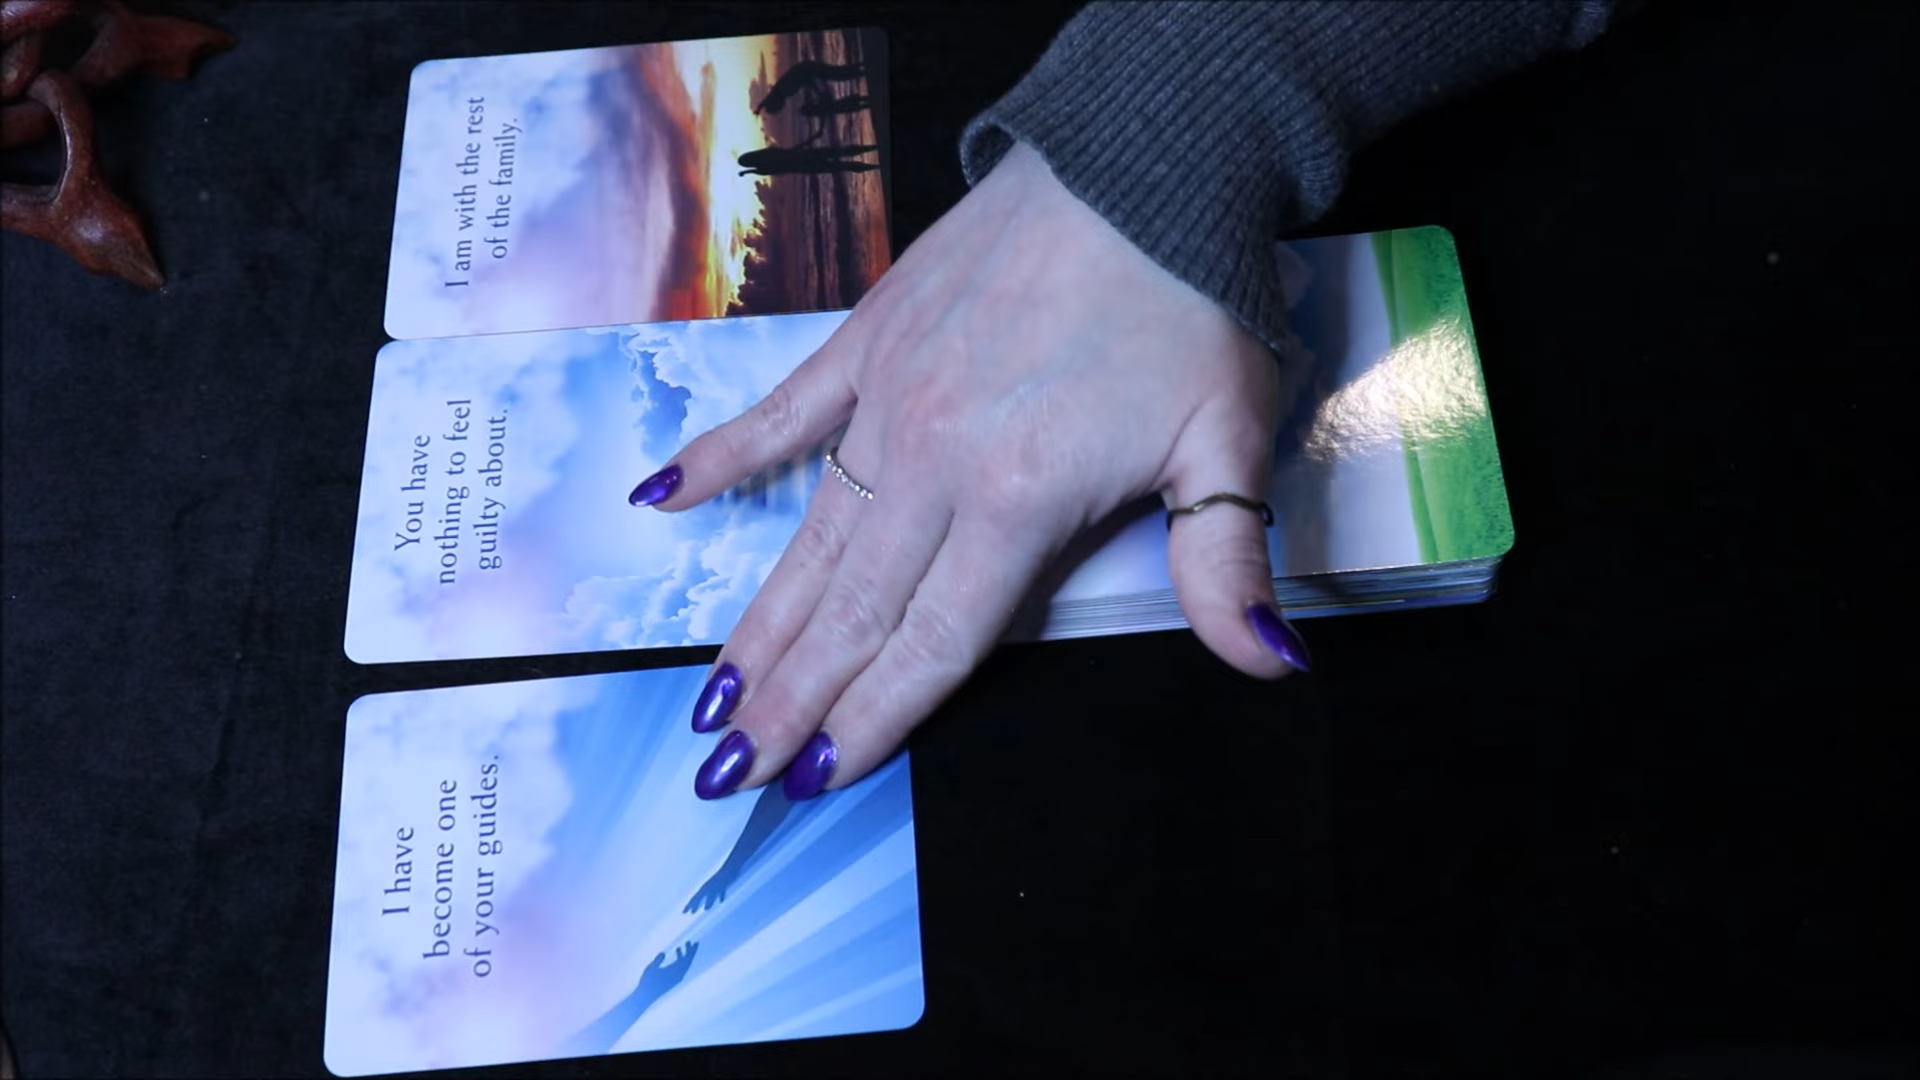 I am with the rest
of the family.
You have
nothing to feel
guilty about.
I have
become one
of your guides.